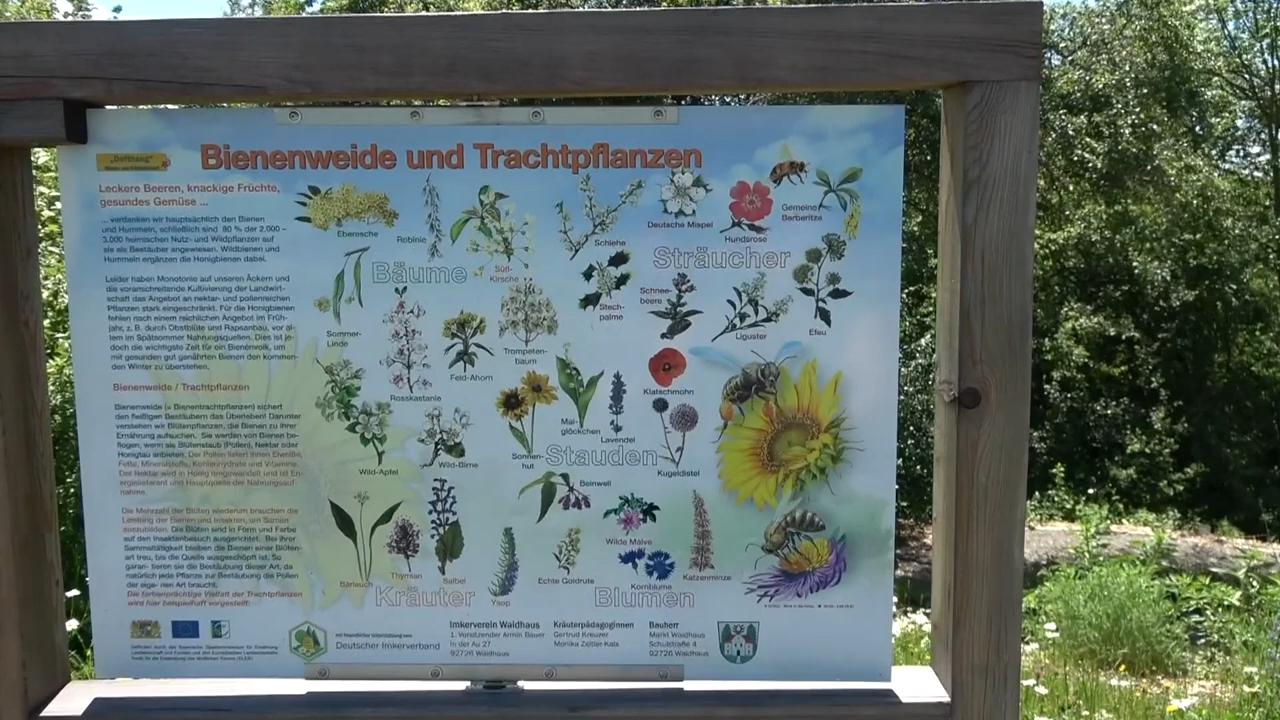 „Dufthang"
Bienenweide und Trachtpflanzen
Leckere Beeren, knackige Früchte,
gesundes Gemüse ...
... verdanken wir hauptsächlich den Bienen
und Hummeln, schließlich sind 80 % der 2.000 –
3.000 heimischen Nutz- und Wildpflanzen auf
sie als Bestäuber angewiesen. Wildbienen und
Hummeln ergänzen die Honigbienen dabei.
Leider haben Monotonie auf unseren Äckern und
die voranschreitende Kultivierung der Landwirt-
schaft das Angebot an nektar- und pollenreichen
Pflanzen stark eingeschränkt. Für die Honigbienen
fehlen nach einem reichlichen Angebot im Früh-
jahr, z. B. durch Obstblüte und Rapsanbau, vor al-
lem im Spätsommer Nahrungsquellen. Dies ist je-
doch die wichtigste Zeit für ein Bienenvolk, um
mit gesunden gut genährten Bienen den kommen-
den Winter zu überstehen.
Bienenweide / Trachtpflanzen
Bienenweide (= Bienentrachtpflanzen) sichert
den fleißigen Bestäubern das Überleben! Darunter
verstehen wir Blütenpflanzen, die Bienen zu ihrer
Ernährung aufsuchen. Sie werden von Bienen be-
flogen, wenn sie Blütenstaub (Pollen), Nektar oder
Honigtau anbieten. Der Pollen liefert ihnen Eiweiße,
Fette, Mineralstoffe, Kohlenhydrate und Vitamine.
Der Nektar wird in Honig umgewandelt und ist En-
ergielieferant und Hauptquelle der Nahrungsauf-
nahme.
Die Mehrzahl der Blüten wiederum brauchen die
Leistung der Bienen und Insekten, um Samen
auszubilden. Die Blüten sind in Form und Farbe
auf den Insektenbesuch ausgerichtet. Bei ihrer
Sammeltätigkeit bleiben die Bienen einer Blüten-
art treu, bis die Quelle ausgeschöpft ist. So
garantieren sie die Bestäubung dieser Art, da
natürlich jede Pflanze zur Bestäubung die Pollen
der eige- nen Art braucht.
Die farbenprächtige Vielfalt der Trachtpflanzen
wird hier beispielhaft vorgestellt:
Eberesche
Robinie
Süß-
Kirsche
Schlehe
Deutsche Mispel
Hundsrose
Gemeine
Berberitze
Bäume
Sträucher
Sommer-
Linde
Rosskastanie
Feld-Ahorn
Trompeten-
baum
Stech-
palme
Schnee-
beere
Liguster
Efeu
Wild-Apfel
Wild-Birne
Sonnen-
hut
Mai-
glöckchen
Lavendel
Klatschmohn
Kugeldistel
Stauden
Beinwell
Bärlauch
Thymian
Salbei
Ysop
Echte Goldrute
Wilde Malve
Kornblume
Katzenminze
Kräuter
Blumen
mit freundlicher Unterstützung vom
Deutscher Imkerverband
Imkerverein Waidhaus
1. Vorsitzender Armin Bauer
In der Au 27
92726 Waidhaus
Kräuterpädagoginnen
Gertrud Kreuzer
Monika Zeitler-Kals
Bauherr
Markt Waidhaus
Schulstraße 4
92726 Waidhaus